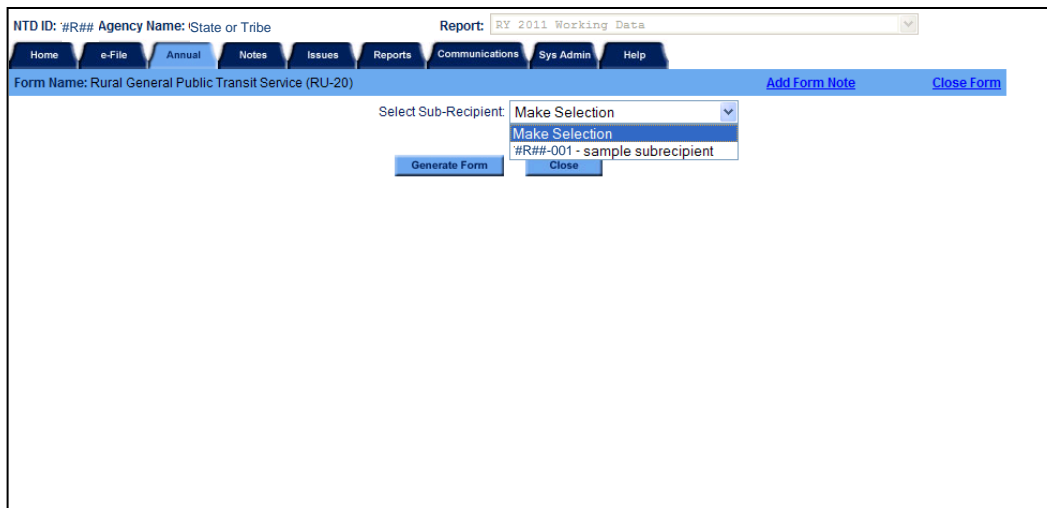 NTD ID: '#R## Agency Name: 'State or Tribe Report: RY 2011 Working Data
Home e-File Annual Notes Issues Reports Communications Sys Admin Help
Form Name: Rural General Public Transit Service (RU-20) Add Form Note Close Form
Select Sub-Recipient: Make Selection
Make Selection
'#R##-001 - sample subrecipient
Generate Form Close